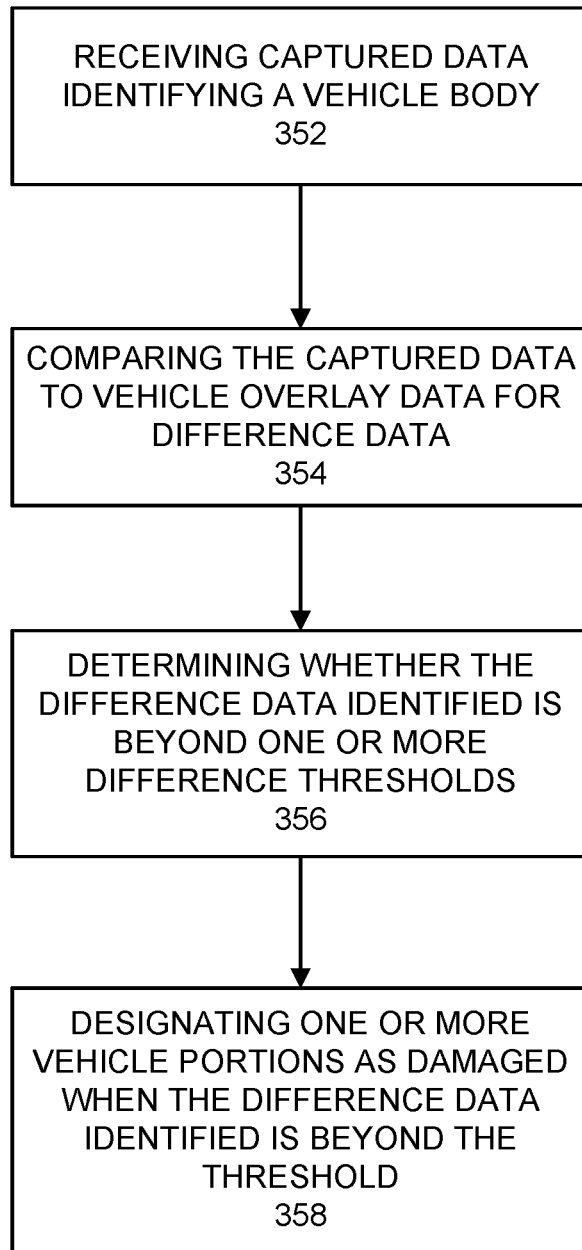 RECEIVING CAPTURED DATA
IDENTIFYING A VEHICLE BODY
352
COMPARING THE CAPTURED DATA
TO VEHICLE OVERLAY DATA FOR
DIFFERENCE DATA
354
DETERMINING WHETHER THE
DIFFERENCE DATA IDENTIFIED IS
BEYOND ONE OR MORE
DIFFERENCE THRESHOLDS
356
DESIGNATING ONE OR MORE
VEHICLE PORTIONS AS DAMAGED
WHEN THE DIFFERENCE DATA
IDENTIFIED IS BEYOND THE
THRESHOLD
358